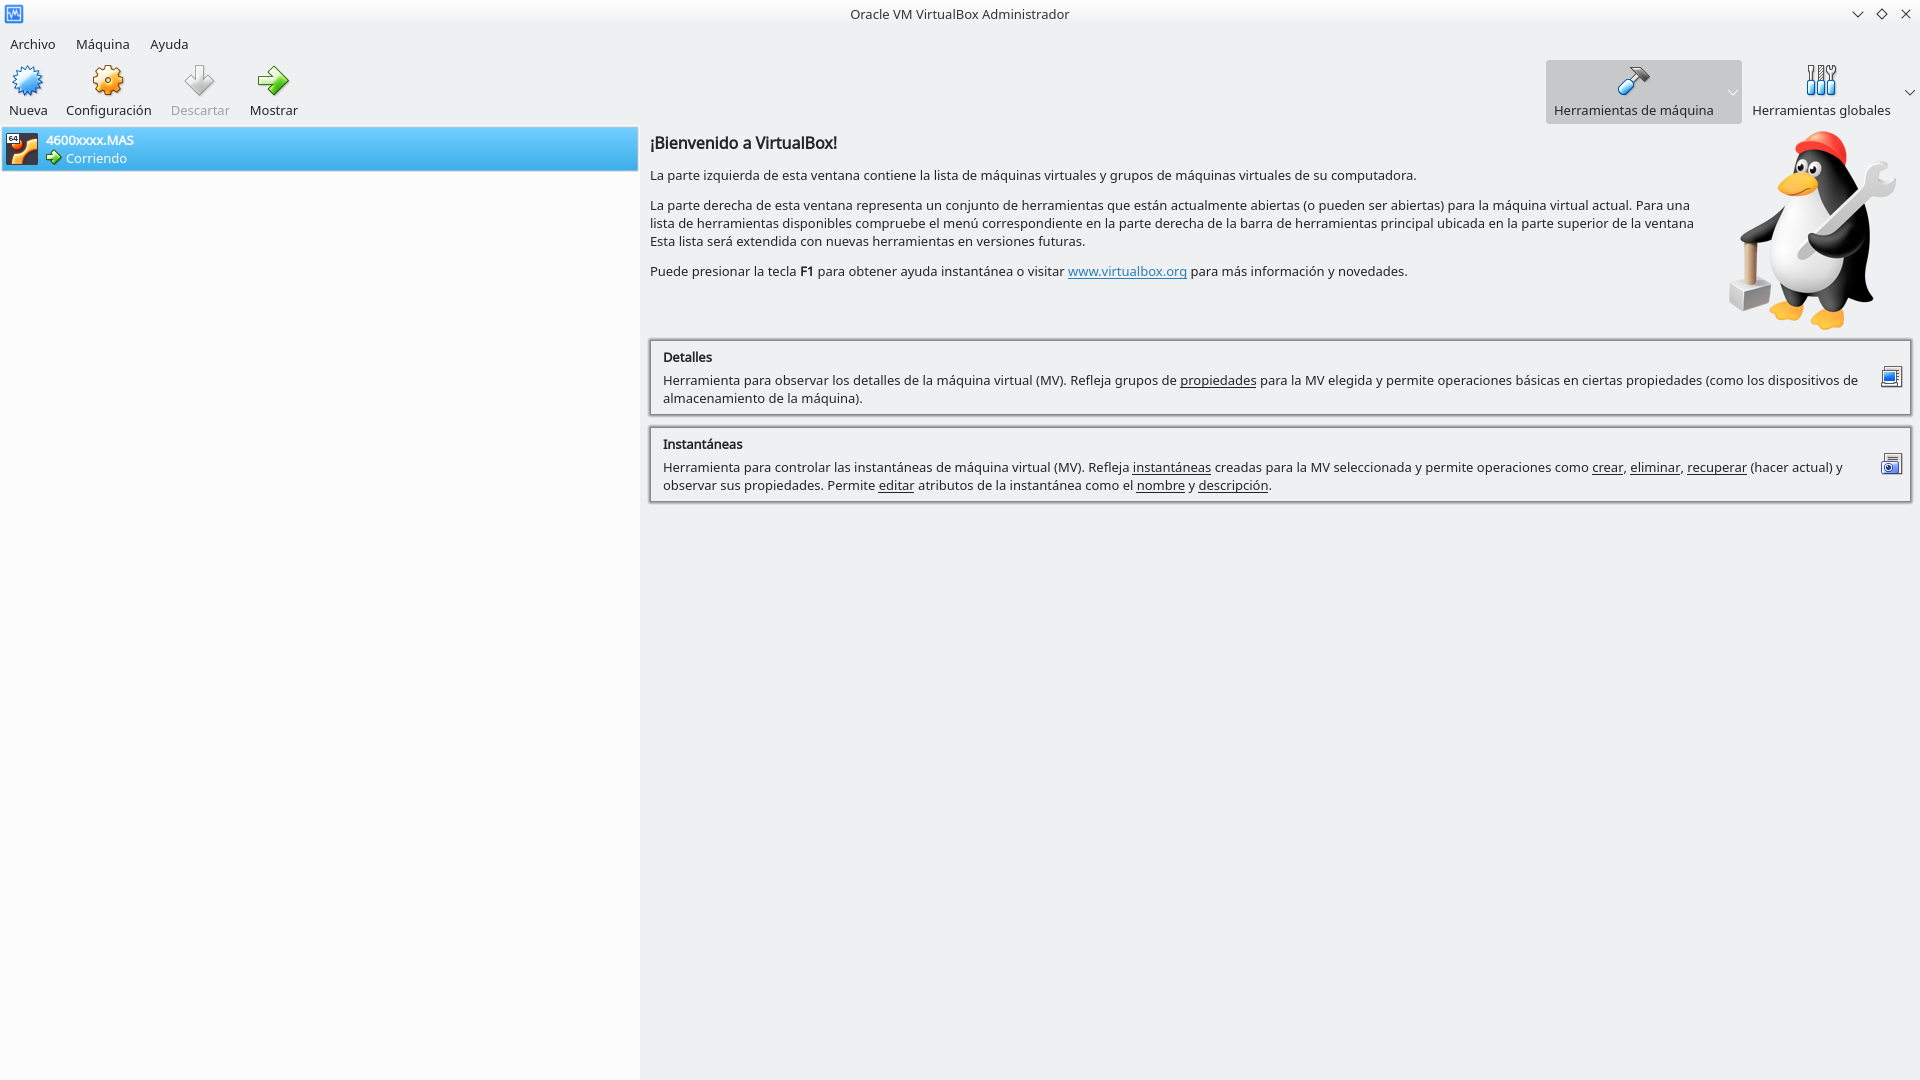 Oracle VM VirtualBox Administrador
Archivo Máquina Ayuda
Nueva Configuración Descartar Mostrar Herramientas de máquina Herramientas globales
64
4600xxxx.MAS
Corriendo
¡Bienvenido a VirtualBox!
La parte izquierda de esta ventana contiene la lista de máquinas virtuales y grupos de máquinas virtuales de su computadora.
La parte derecha de esta ventana representa un conjunto de herramientas que están actualmente abiertas (o pueden ser abiertas) para la máquina virtual actual. Para una
lista de herramientas disponibles compruebe el menú correspondiente en la parte derecha de la barra de herramientas principal ubicada en la parte superior de la ventana
Esta lista será extendida con nuevas herramientas en versiones futuras.
Puede presionar la tecla F1 para obtener ayuda instantánea o visitar www.virtualbox.org para más información y novedades.
Detalles
Herramienta para observar los detalles de la máquina virtual (MV). Refleja grupos de propiedades para la MV elegida y permite operaciones básicas en ciertas propiedades (como los dispositivos de
almacenamiento de la máquina).
Instantáneas
Herramienta para controlar las instantáneas de máquina virtual (MV). Refleja instantáneas creadas para la MV seleccionada y permite operaciones como crear, eliminar, recuperar (hacer actual) y
observar sus propiedades. Permite editar atributos de la instantánea como el nombre y descripción.